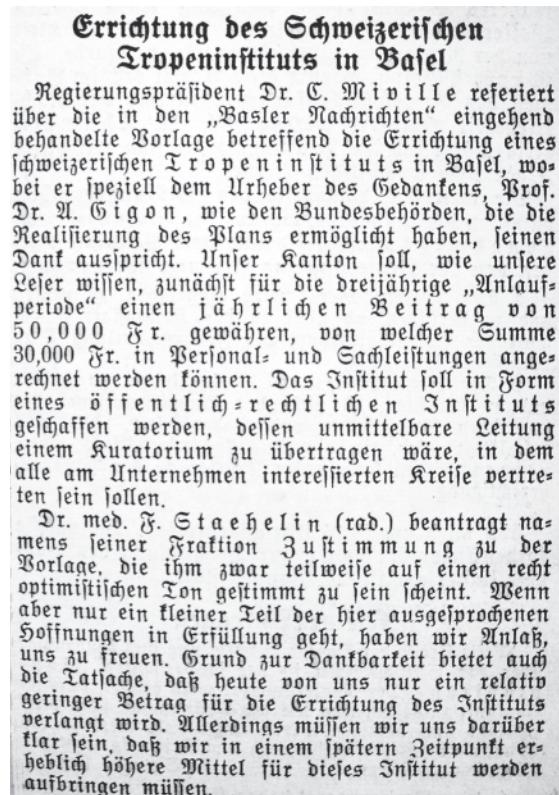 Errichtung des Schweizerischen
Tropeninstituts in Basel
Regierungspräsident Dr. C. Miville referiert
über die in den „Basler Nachrichten“ eingehend
behandelte Vorlage betreffend die Errichtung eines
schweizerischen Tropeninstituts in Basel, wo-
bei er speziell dem Urheber des Gedankens, Prof.
Dr. A. Gigon, wie den Bundesbehörden, die die
Realisierung des Plans ermöglicht haben, seinen
Dank ausspricht. Unser Kanton soll, wie unsere
Leser wissen, zunächst für die dreijährige „Anlauf-
periode“ einen jährlichen Beitrag von
50,000 Fr. gewähren, von welcher Summe
30,000 Fr. in Personal- und Sachleistungen ange-
rechnet werden können. Das Institut soll in Form
eines öffentlich-rechtlichen Instituts
geschaffen werden, dessen unmittelbare Leitung
einem Kuratorium zu übertragen wäre, in dem
alle am Unternehmen interessierten Kreise vertre-
ten sein sollen.
Dr. med. F. Staehelin (rad.) beantragt na-
mens seiner Fraktion Zustimmung zu der
Vorlage, die ihm zwar teilweise auf einen recht
optimistischen Ton gestimmt zu sein scheint. Wenn
aber nur ein kleiner Teil der hier ausgesprochenen
Hoffnungen in Erfüllung geht, haben wir Anlaß,
uns zu freuen. Grund zur Dankbarkeit bietet auch
die Tatsache, daß heute von uns nur ein relativ
geringer Betrag für die Errichtung des Instituts
verlangt wird. Allerdings müssen wir uns darüber
klar sein, daß wir in einem spätern Zeitpunkt er-
heblich höhere Mittel für dieses Institut werden
aufbringen müssen.